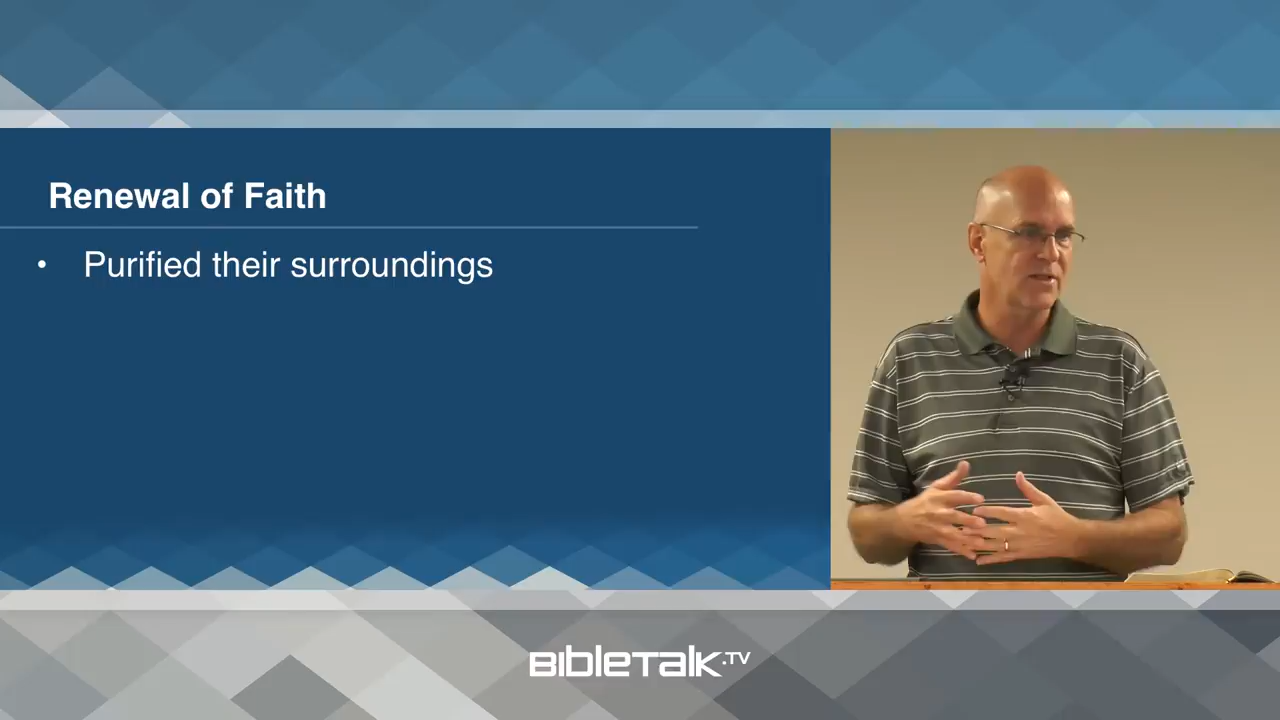 Renewal of Faith
• Purified their surroundings
BIBLETALK.TV